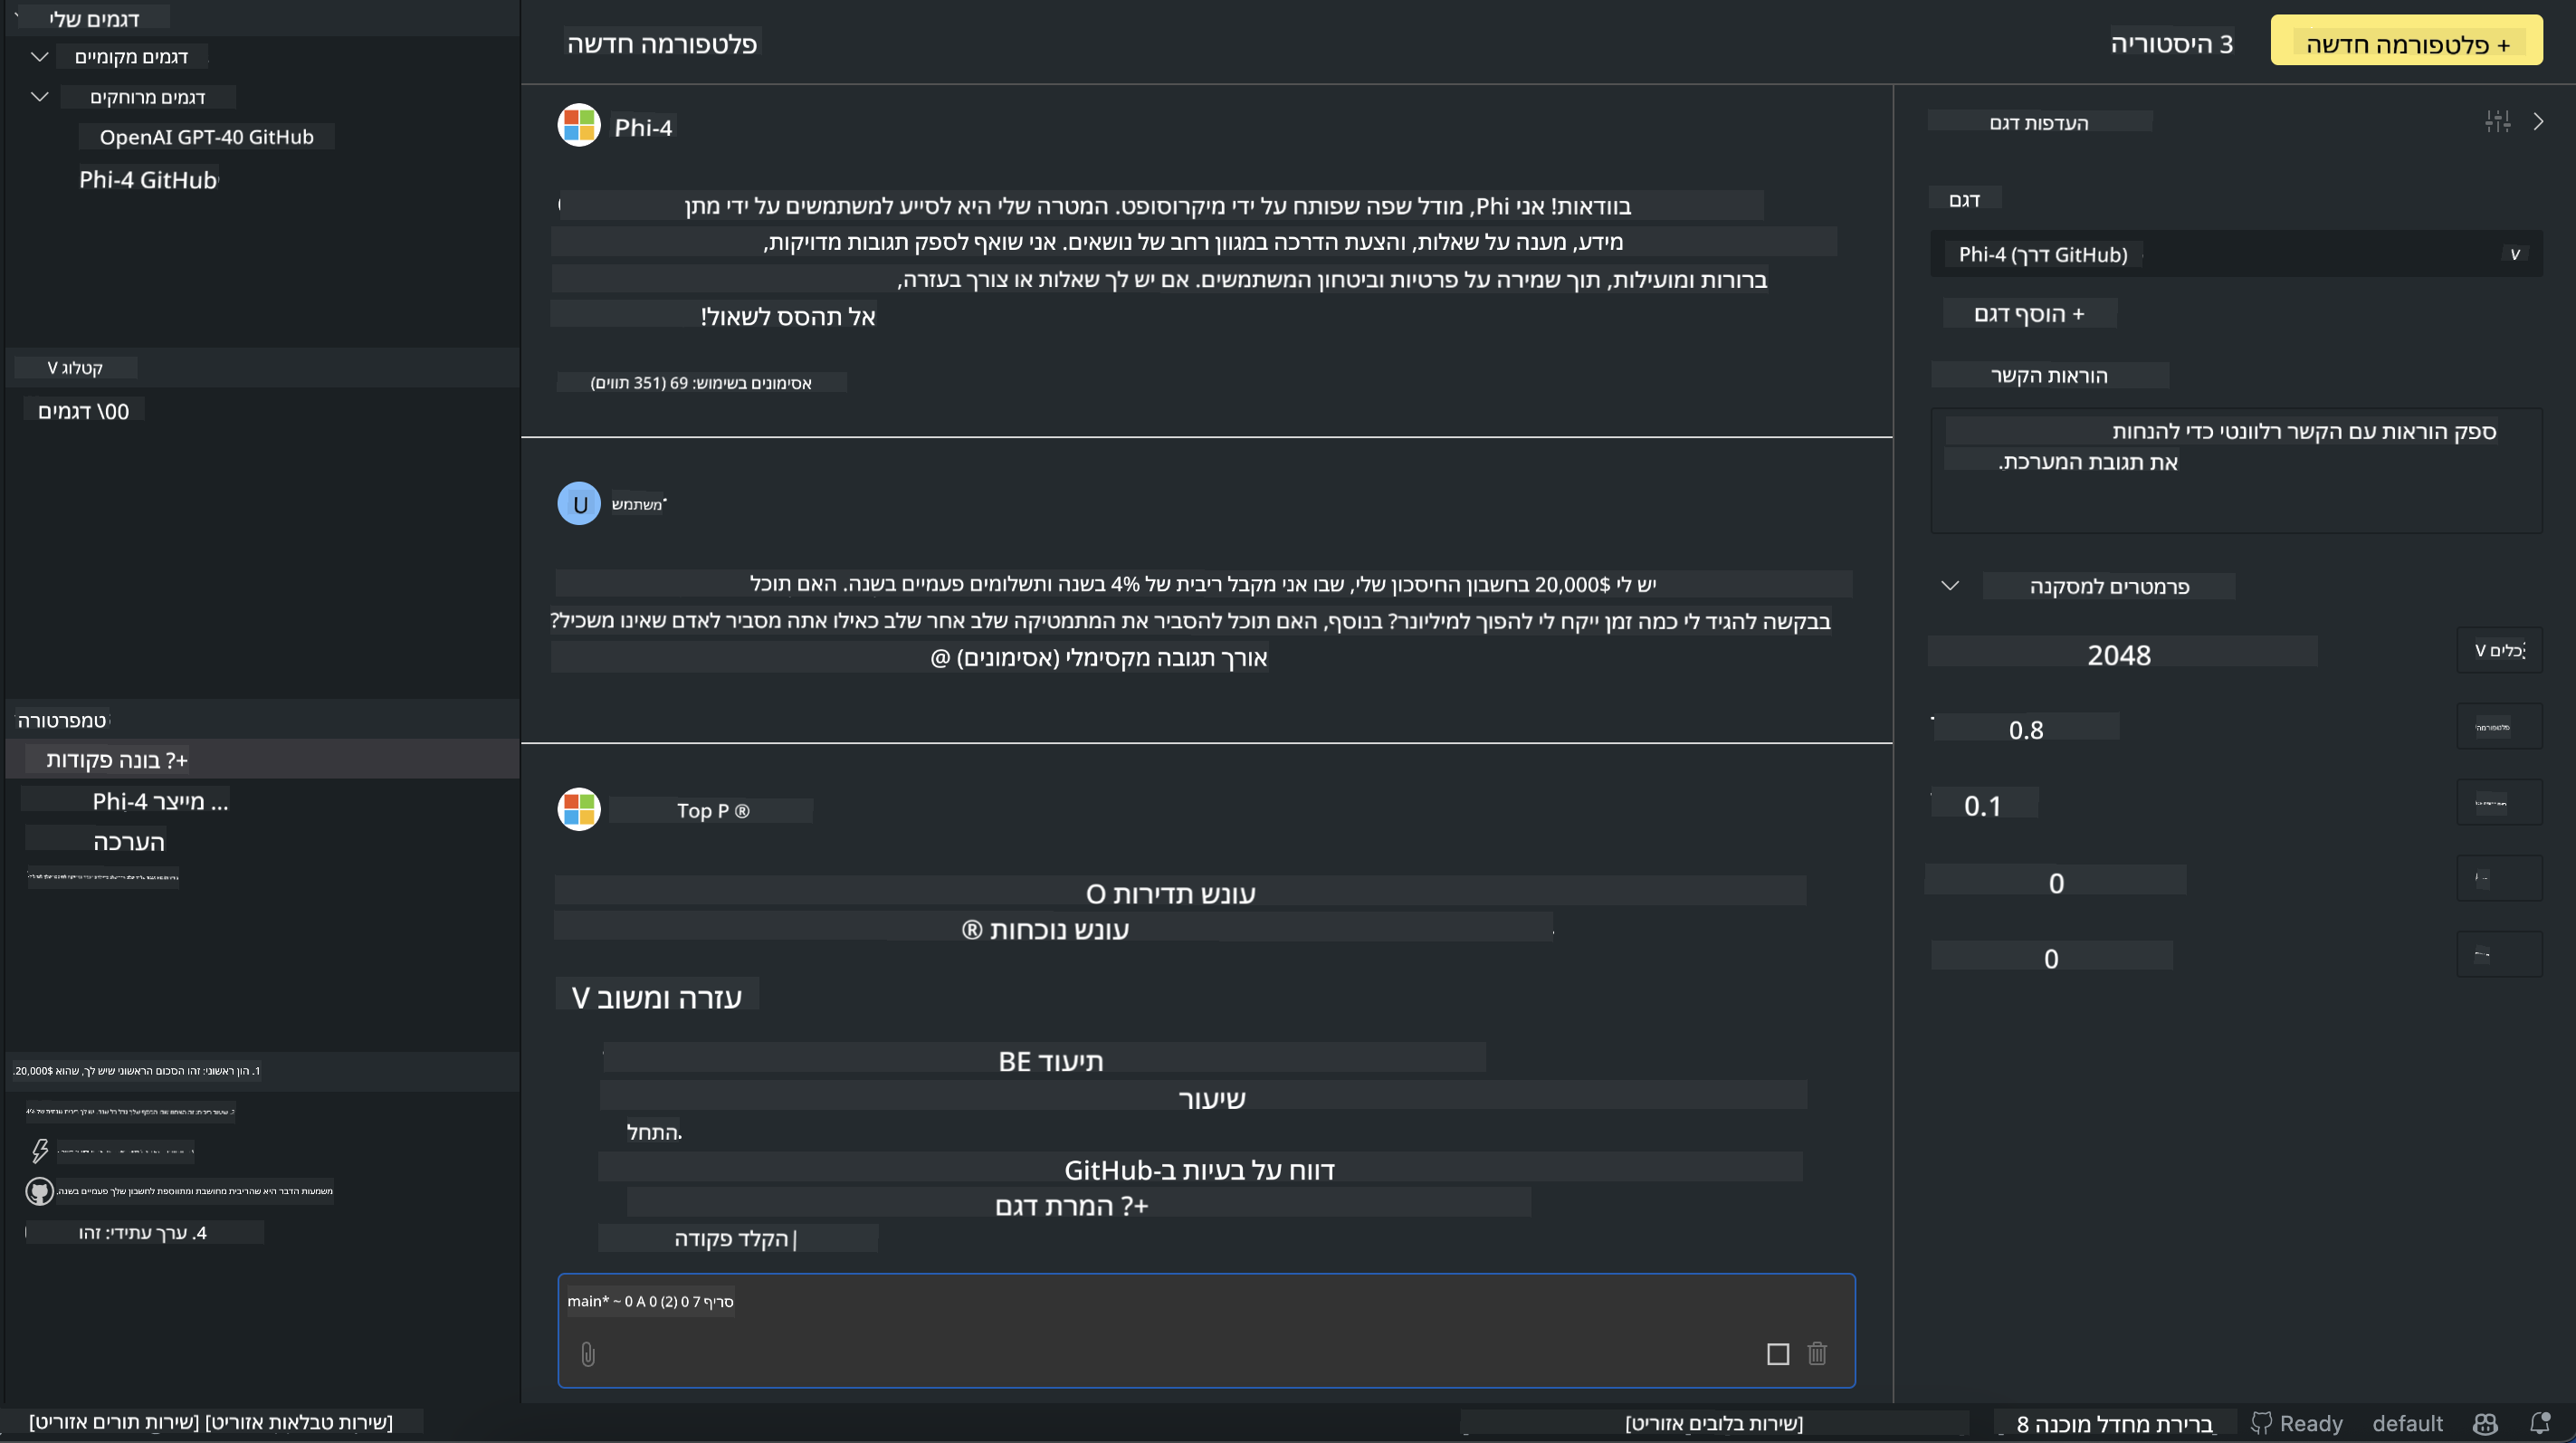 דגמים שלי
דגמים מקומיים
דגמים מרוחקים
OpenAI GPT-40 GitHub
Phi-4 GitHub
קטלוג V
דגמים \00
טמפרטורה
בונה פקודות ?+
מייצר Phi-4 ...
הערכה
1. הון ראשוני: זהו הסכום הראשוני שיש לך, שהוא $20,000.
משמעות הדבר היא שהריבית מחושבת ומתווספת לחשבון שלך פעמיים בשנה.
4. ערך עתידי: זהו
פלטפורמה חדשה
3 היסטוריה
+ פלטפורמה חדשה
Phi-4
בוודאות! אני Phi, מודל שפה שפותח על ידי מיקרוסופט. המטרה שלי היא לסייע למשתמשים על ידי מתן
מידע, מענה על שאלות, והצעת הדרכה במגוון רחב של נושאים. אני שואף לספק תגובות מדויקות,
ברורות ומועילות, תוך שמירה על פרטיות וביטחון המשתמשים. אם יש לך שאלות או צורך בעזרה,
אל תהסס לשאול!
אסימונים בשימוש: 69 (351 תווים)
U משתמש
יש לי $20,000 בחשבון החיסכון שלי, שבו אני מקבל ריבית של 4% בשנה ותשלומים פעמיים בשנה. האם תוכל
בבקשה להגיד לי כמה זמן ייקח לי להפוך למיליונר? בנוסף, האם תוכל להסביר את המתמטיקה שלב אחר שלב כאילו אתה מסביר לאדם שאינו משכיל?
אורך תגובה מקסימלי (אסימונים) @
Top P ®
עונש תדירות O
עונש נוכחות ®
עזרה ומשוב V
תיעוד BE
שיעור
התחל.
דווח על בעיות ב-GitHub
המרת דגם ?+
הקלד פקודה|
main* ~ 0 A 0 (2) 0 7 סריף
העדפות דגם
דגם
Phi-4 (דרך GitHub)
v
+ הוסף דגם
הוראות הקשר
ספק הוראות עם הקשר רלוונטי כדי להנחות
את תגובת המערכת.
פרמטרים למסקנה
2048
כלים V
0.8
פלטפורמה
0.1
0
0
[שירות טבלאות אזוריט] [שירות תורים אזוריט]
[שירות בלובים אזוריט]
ברירת מחדל מוכנה 8
Ready
default